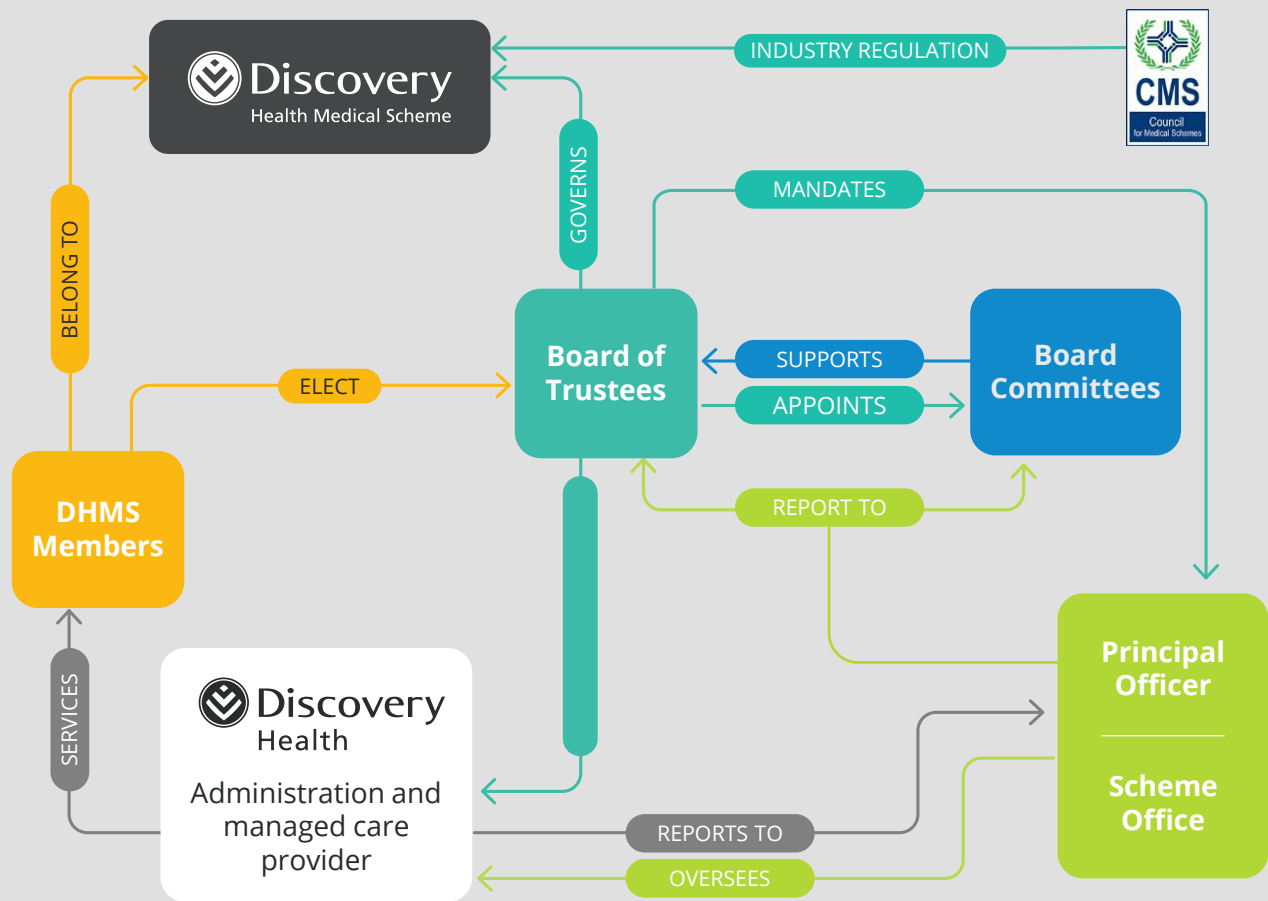 Discovery
Health Medical Scheme
INDUSTRY REGULATION
CMS
Council
for Medical Schemes
GOVERNS
MANDATES
BELONG TO
Board of
Trustees
SUPPORTS
APPOINTS
Board
Committees
ELECT
REPORT TO
DHMS
Members
SERVICES
Discovery
Health
Administration and
managed care
provider
Principal
Officer
Scheme
Office
REPORTS TO
OVERSEES